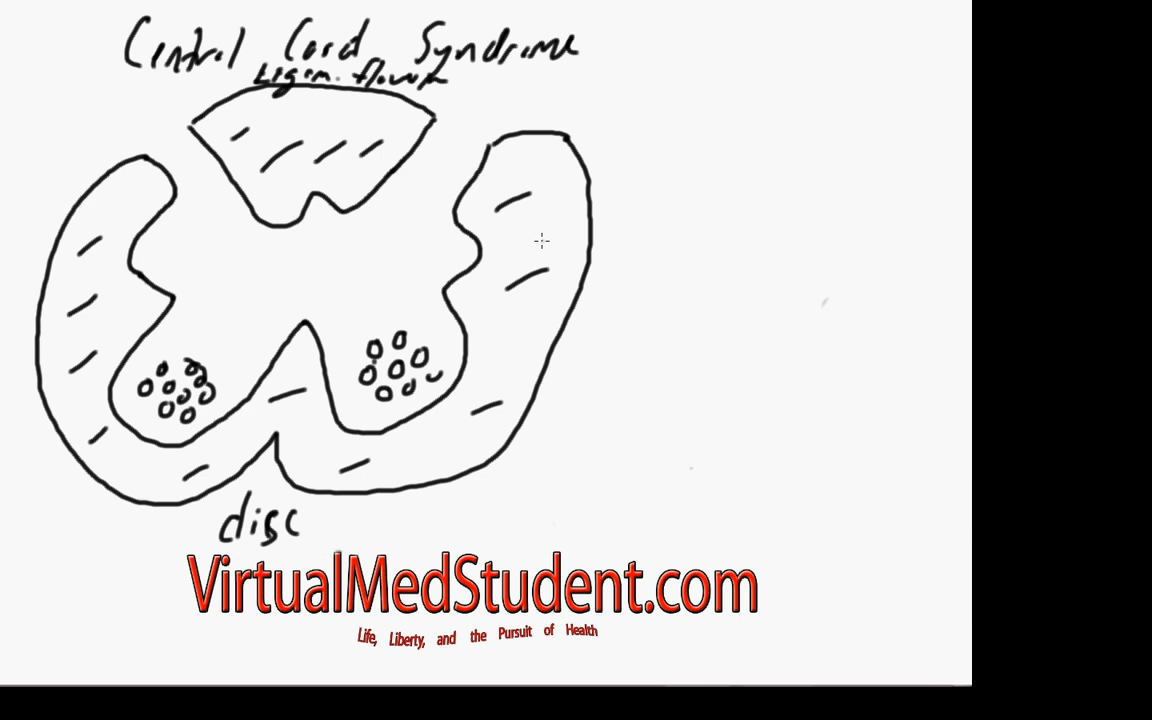 Central Cord Syndrome
Ligam. flavum
disc
VirtualMedStudent.com
Life, Liberty, and the Pursuit of Health